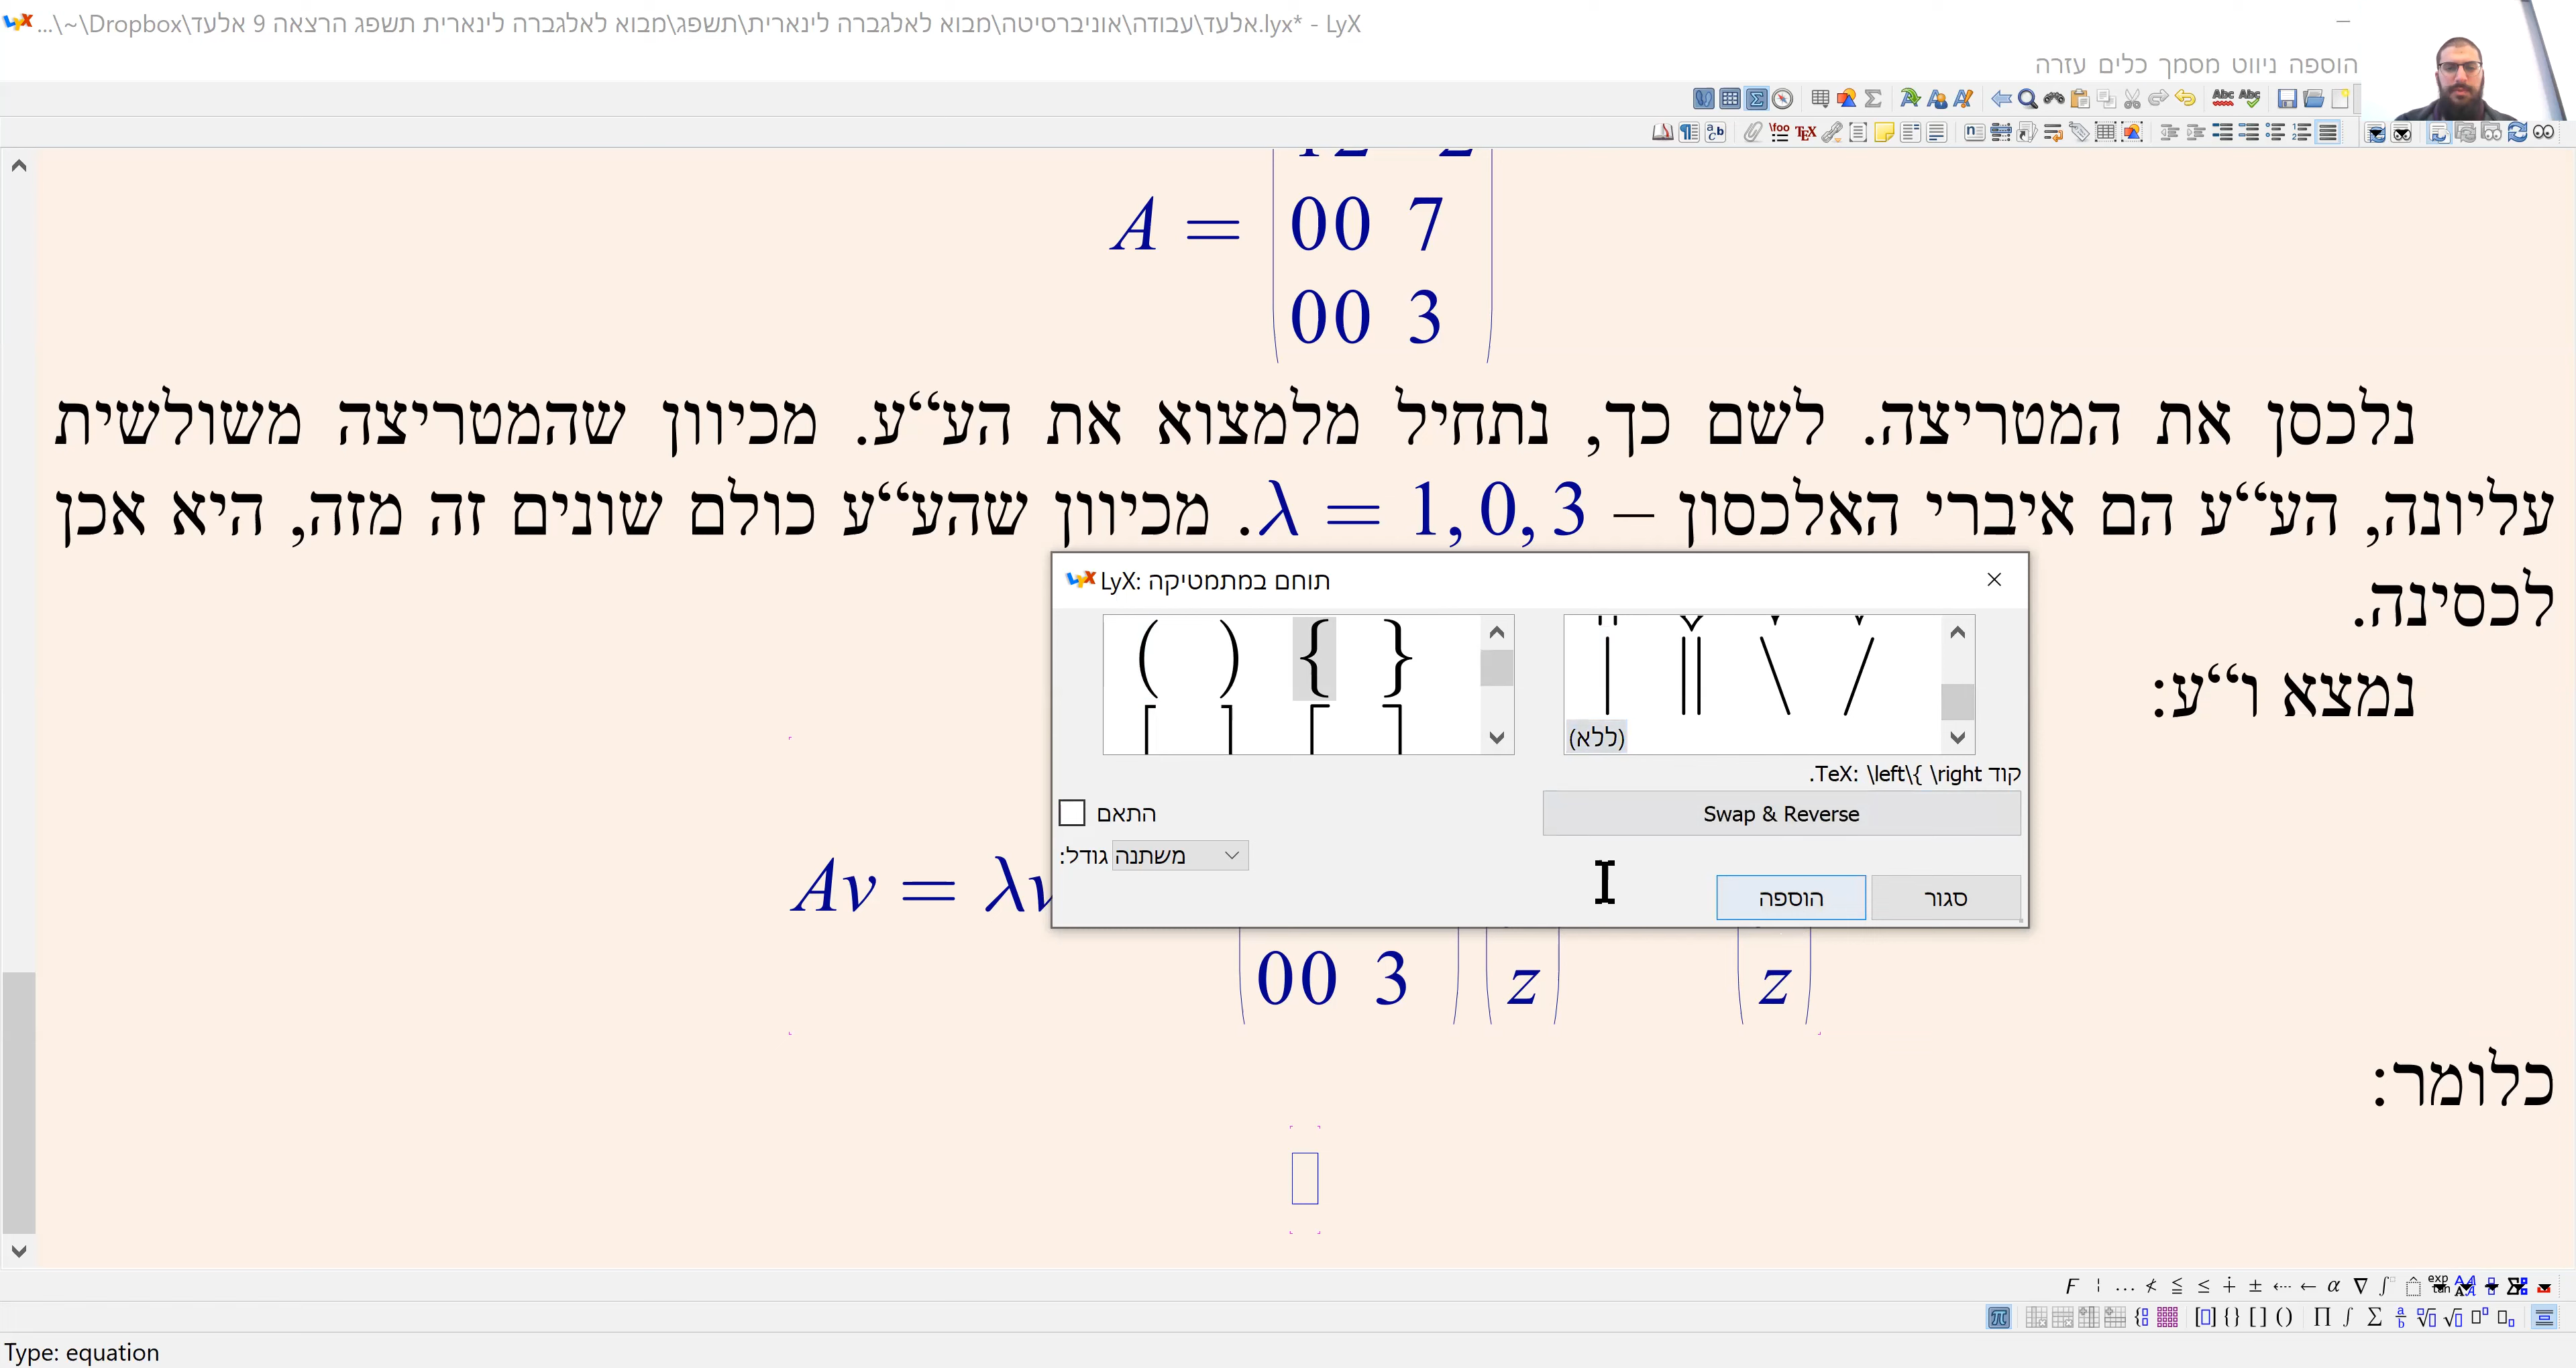 ...\~\Dropbox\אלעד\עבודה\אוניברסיטה\מבוא לאלגברה לינארית\תשפג\מבוא לאלגברה לינארית תשפג הרצאה 9 אלעד.lyx* - LyX
הוספה ניווט מסמך כלים עזרה
A =
00 7
00 3
נלכסן את המטריצה. לשם כך, נתחיל מלמצוא את הע“ע. מכיוון שהמטריצה משולשית
עליונה, הע“ע הם איברי האלכסון – λ = 1, 0, 3. מכיוון שהע“ע כולם שונים זה מזה, היא אכן
לכסינה.
נמצא ו“ע:
LyX: תוחם במתמטיקה
( ) { }
[ ]
| || \ /
(ללא)
קוד TeX: \left\{ \right.
התאם
Swap & Reverse
גודל: משתנה
הוספה
סגור
Av = λv
00 3 z z
כלומר:
Type: equation